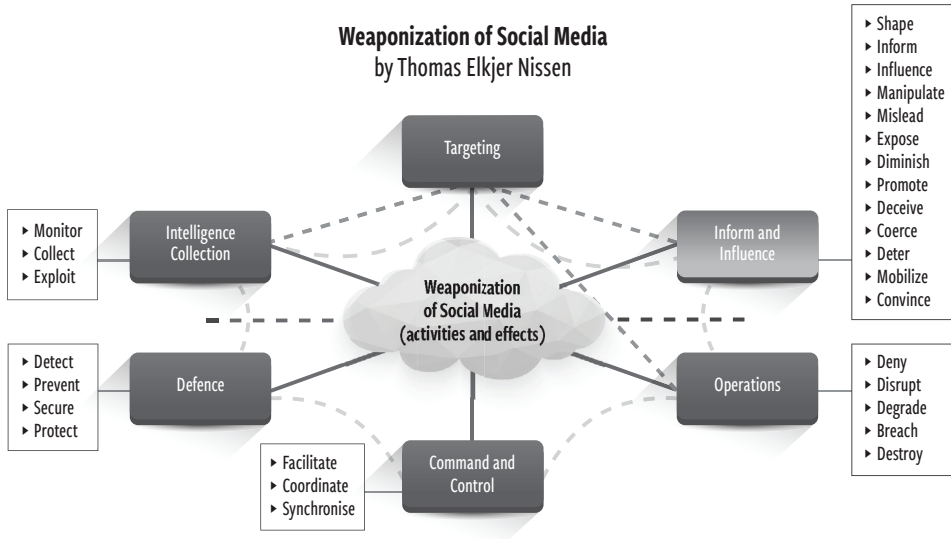 Weaponization of Social Media
by Thomas Elkjer Nissen
Targeting
Intelligence
Collection
▸ Monitor
▸ Collect
▸ Exploit
Inform and
Influence
▸ Shape
▸ Inform
▸ Influence
▸ Manipulate
▸ Mislead
▸ Expose
▸ Diminish
▸ Promote
▸ Deceive
▸ Coerce
▸ Deter
▸ Mobilize
▸ Convince
Weaponization
of Social Media
(activities and effects)
Defence
▸ Detect
▸ Prevent
▸ Secure
▸ Protect
Operations
▸ Deny
▸ Disrupt
▸ Degrade
▸ Breach
▸ Destroy
Command and
Control
▸ Facilitate
▸ Coordinate
▸ Synchronise